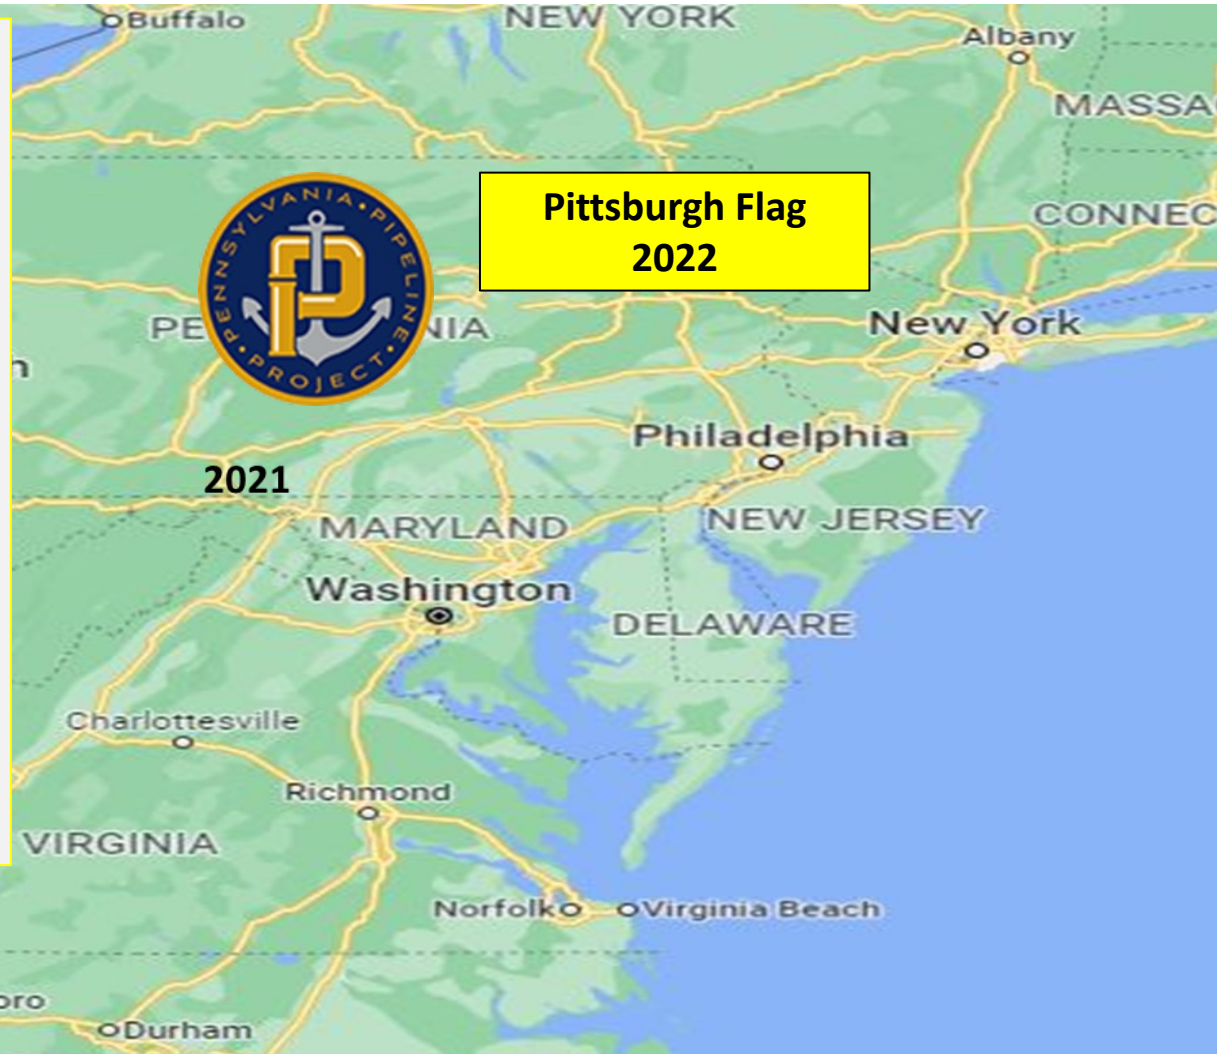 Buffalo
NEW YORK
Albany
MASSA
PENNSYLVANIA • PIPELINE • PROJECT •
P
Pittsburgh Flag
2022
CONNEC
PE
NIA
New York
n
Philadelphia
2021
MARYLAND
NEW JERSEY
Washington
DELAWARE
Charlottesville
Richmond
VIRGINIA
Norfolk
Virginia Beach
oro
Durham